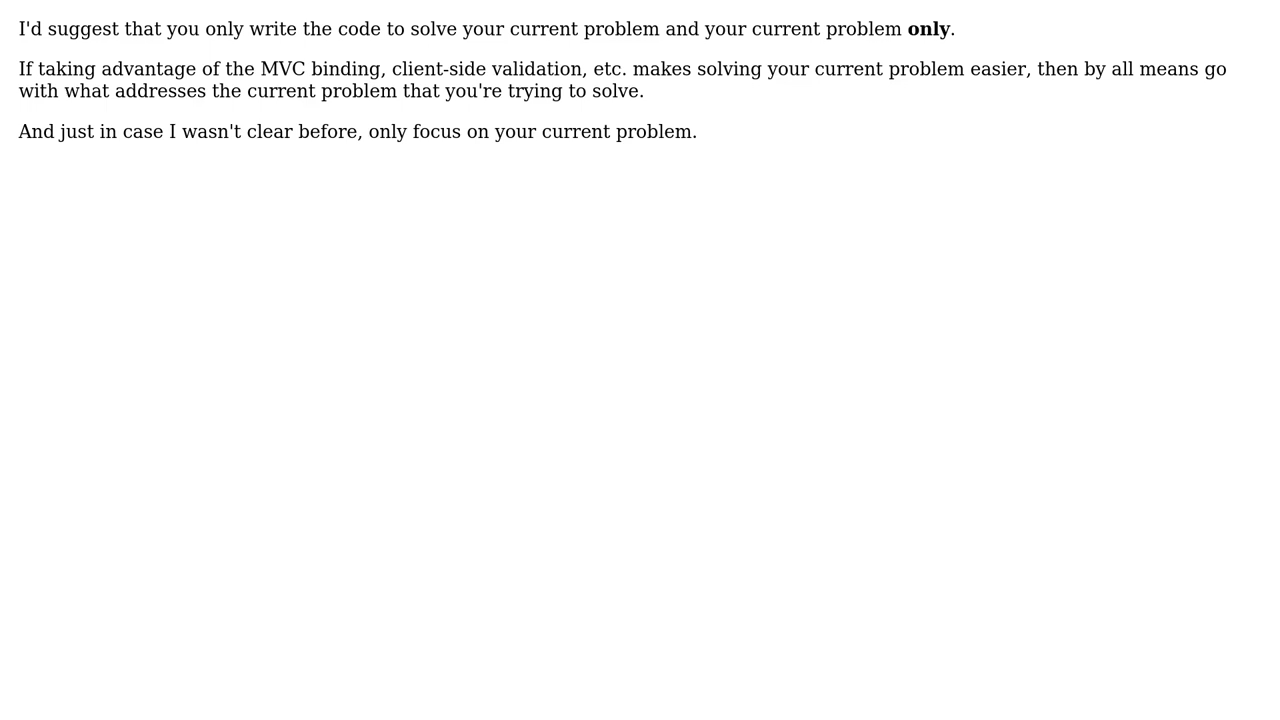 I'd suggest that you only write the code to solve your current problem and your current problem only.
If taking advantage of the MVC binding, client-side validation, etc. makes solving your current problem easier, then by all means go
with what addresses the current problem that you're trying to solve.
And just in case I wasn't clear before, only focus on your current problem.